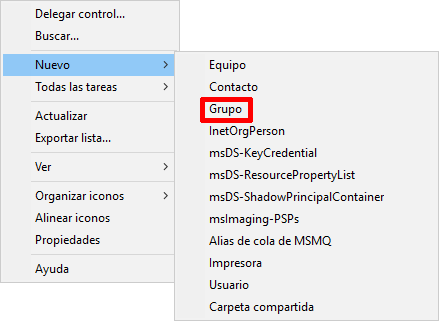 Delegar control...
Buscar...
Nuevo
Todas las tareas
Actualizar
Exportar lista...
Ver
Organizar iconos
Alinear iconos
Propiedades
Ayuda
Equipo
Contacto
Grupo
InetOrgPerson
msDS-KeyCredential
msDS-ResourcePropertyList
msDS-ShadowPrincipalContainer
msImaging-PSPs
Alias de cola de MSMQ
Impresora
Usuario
Carpeta compartida